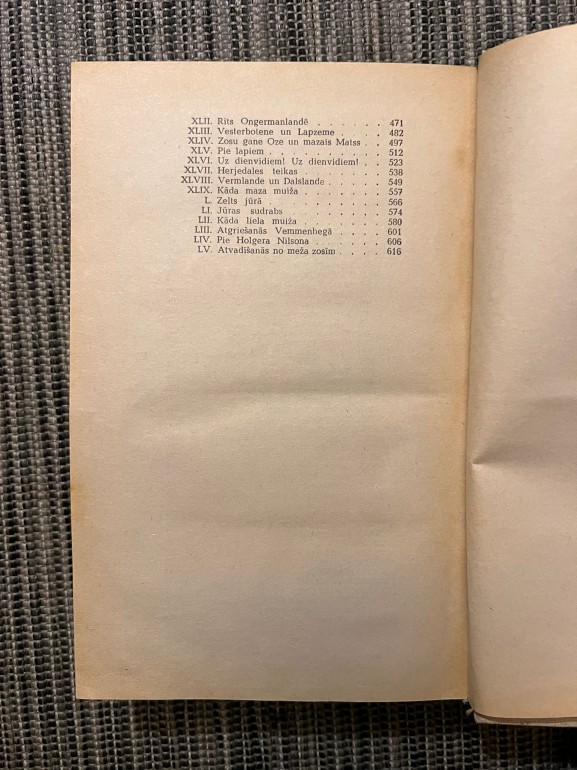 XLII. Rīts Ongermanlandē . . . . . . 471
XLIII. Vesterbotene un Lapzeme . . . . 482
XLIV. Zosu gane Oze un mazais Matss . . 497
XLV. Pie lapiem . . . . . . . . . . 512
XLVI. Uz dienvidiem! Uz dienvidiem! . . 523
XLVII. Herjedales teikas . . . . . . . 538
XLVIII. Vermlande un Dalslande . . . . . 549
XLIX. Kāda maza muiža . . . . . . . 557
L. Zelts jūrā . . . . . . . . . . 566
LI. Jūras sudrabs . . . . . . . . 574
LII. Kāda liela muiža . . . . . . . 580
LIII. Atgriešanās Vemmenhegā . . . . 601
LIV. Pie Holgera Nilsona . . . . . . 606
LV. Atvadīšanās no meža zosīm . . . . 616